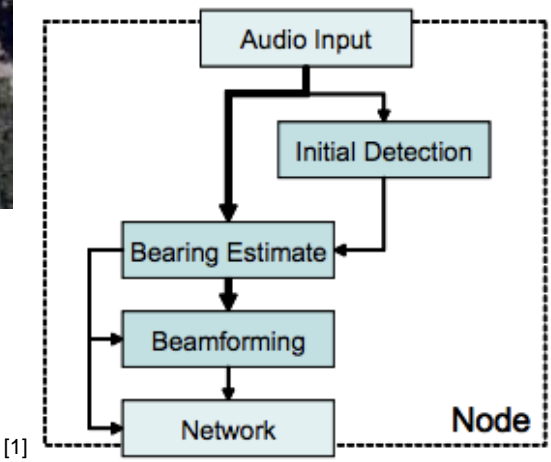 Audio Input
Initial Detection
Bearing Estimate
Beamforming
Network
Node
[1]